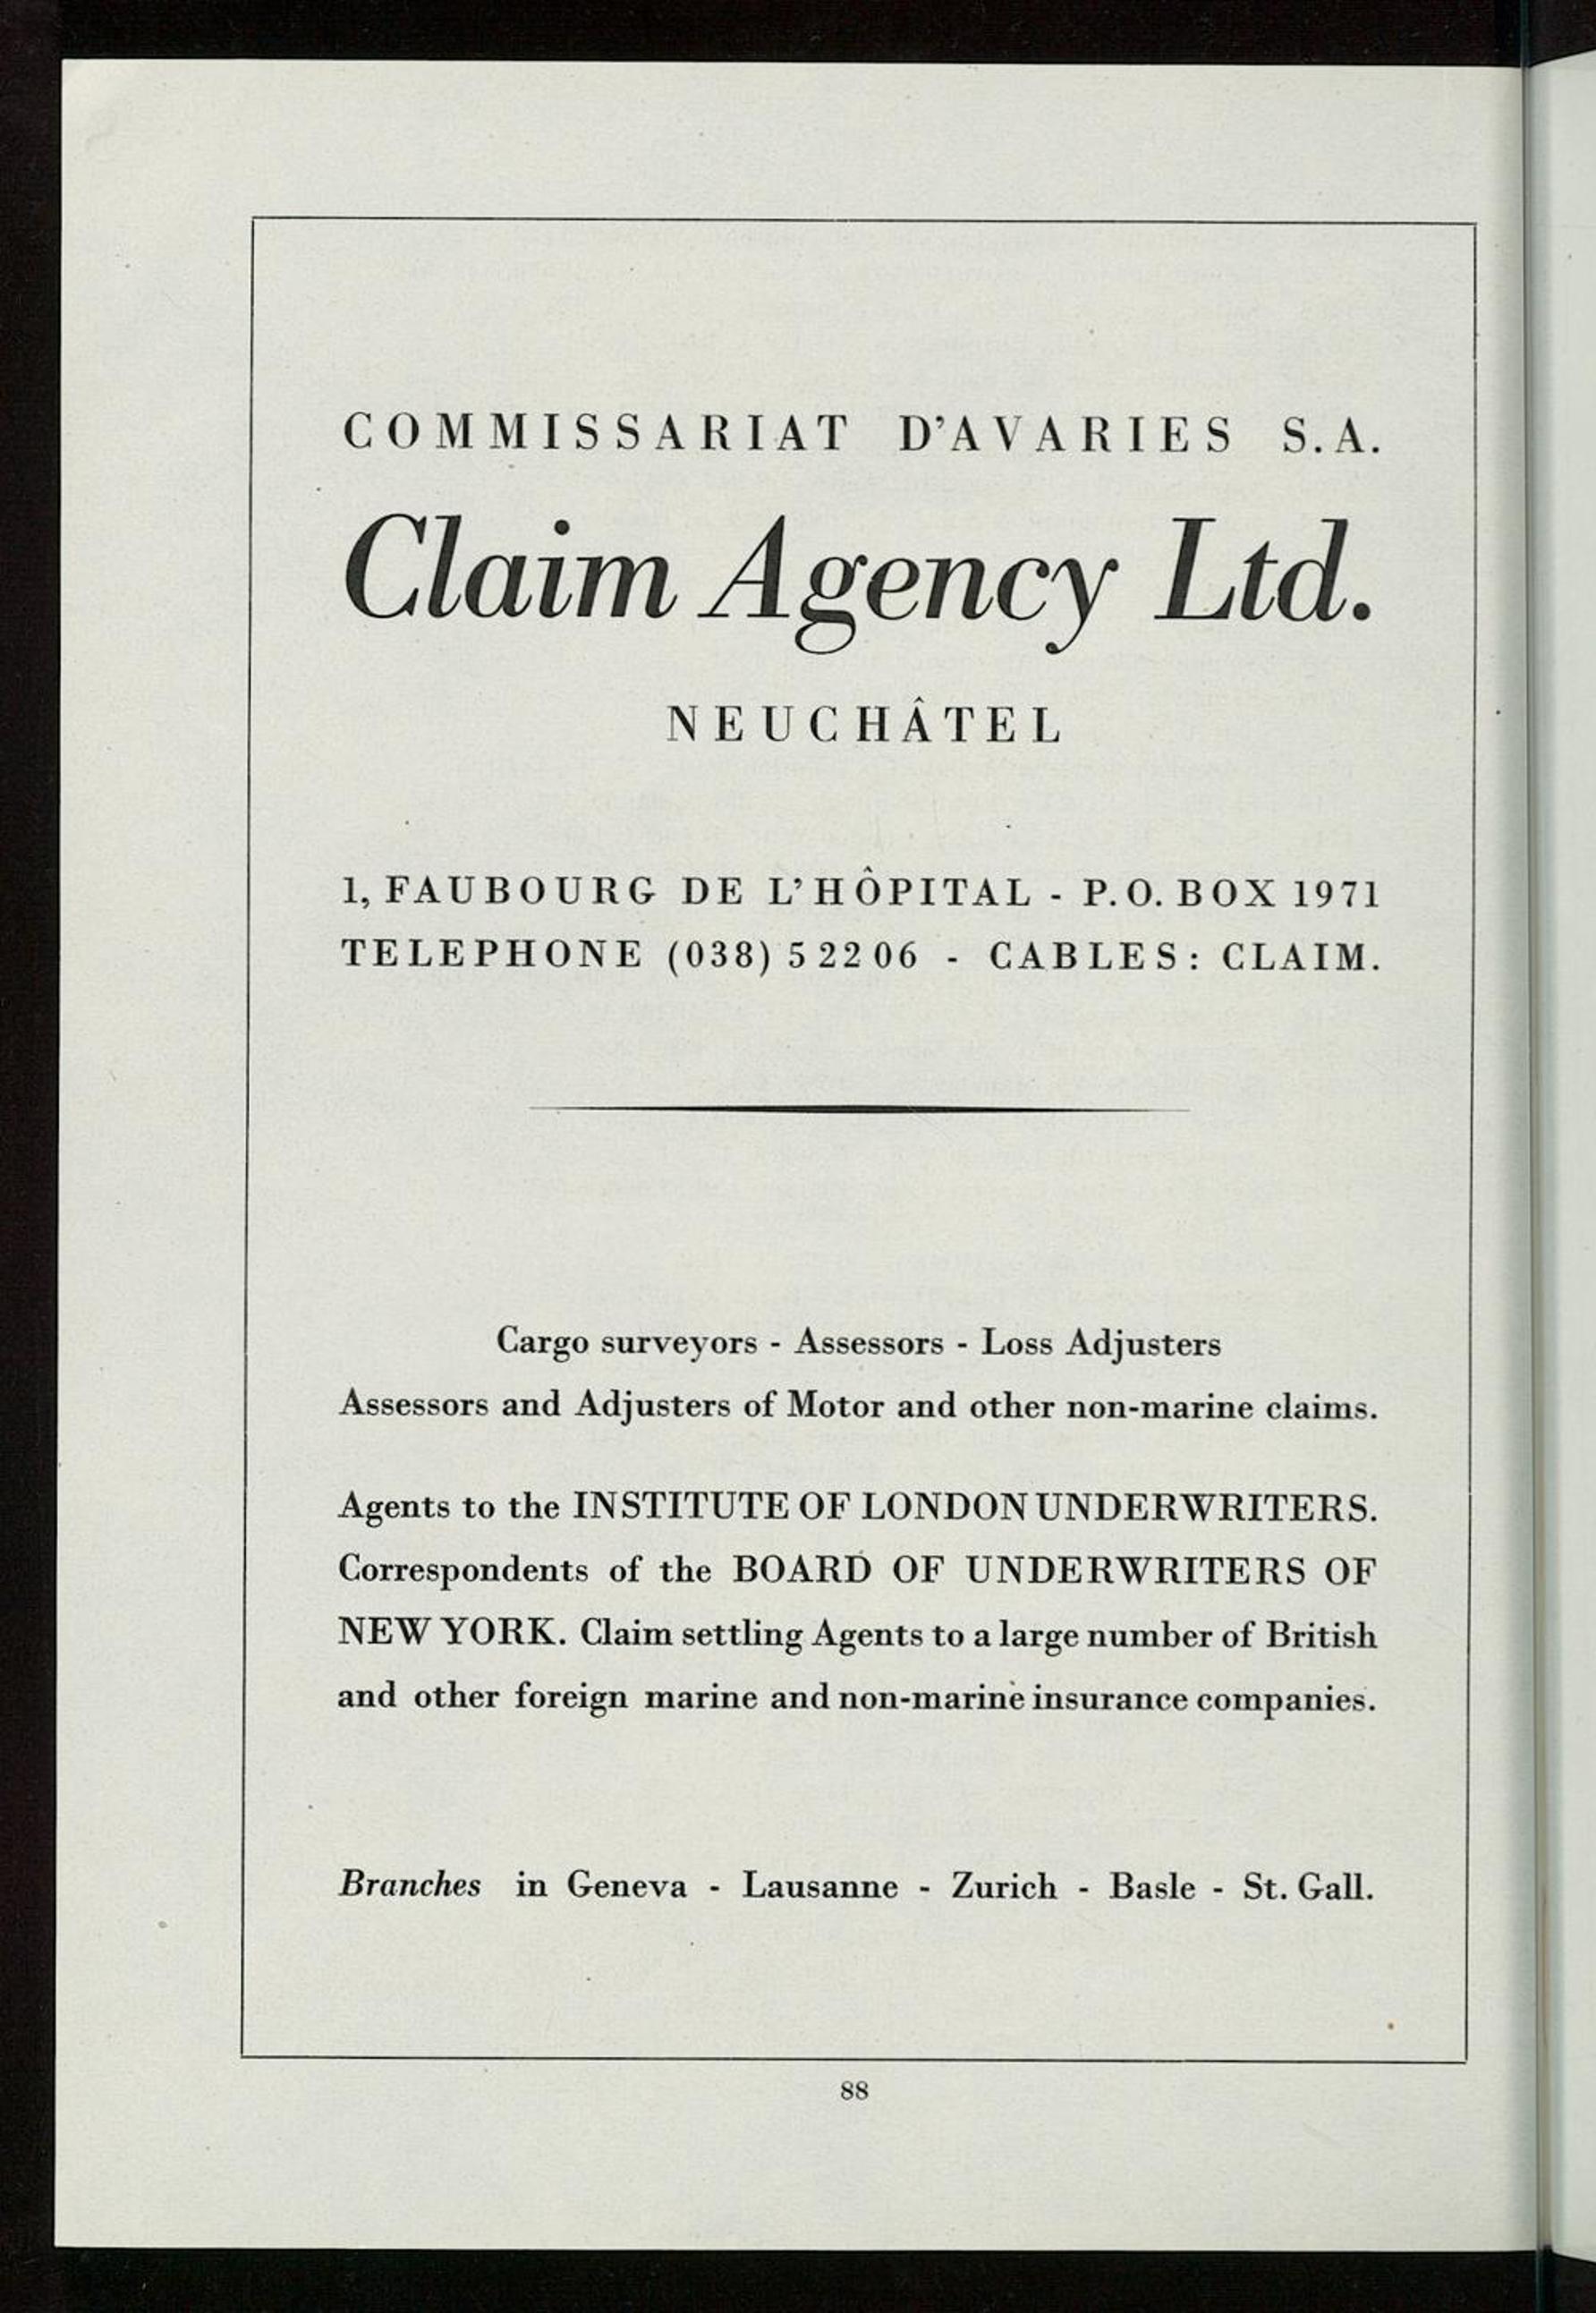 COMMISSARIAT D'AVARIES S.A.
Claim Agency Ltd.
NEUCHÂTEL
1, FAUBOURG DE L'HÔPITAL - P.O. BOX 1971
TELEPHONE (038) 5 22 06 - CABLES: CLAIM.
Cargo surveyors - Assessors - Loss Adjusters
Assessors and Adjusters of Motor and other non-marine claims.
Agents to the INSTITUTE OF LONDON UNDERWRITERS.
Correspondents of the BOARD OF UNDERWRITERS OF
NEW YORK. Claim settling Agents to a large number of British
and other foreign marine and non-marine insurance companies.
Branches in Geneva - Lausanne - Zurich - Basle - St. Gall.
88